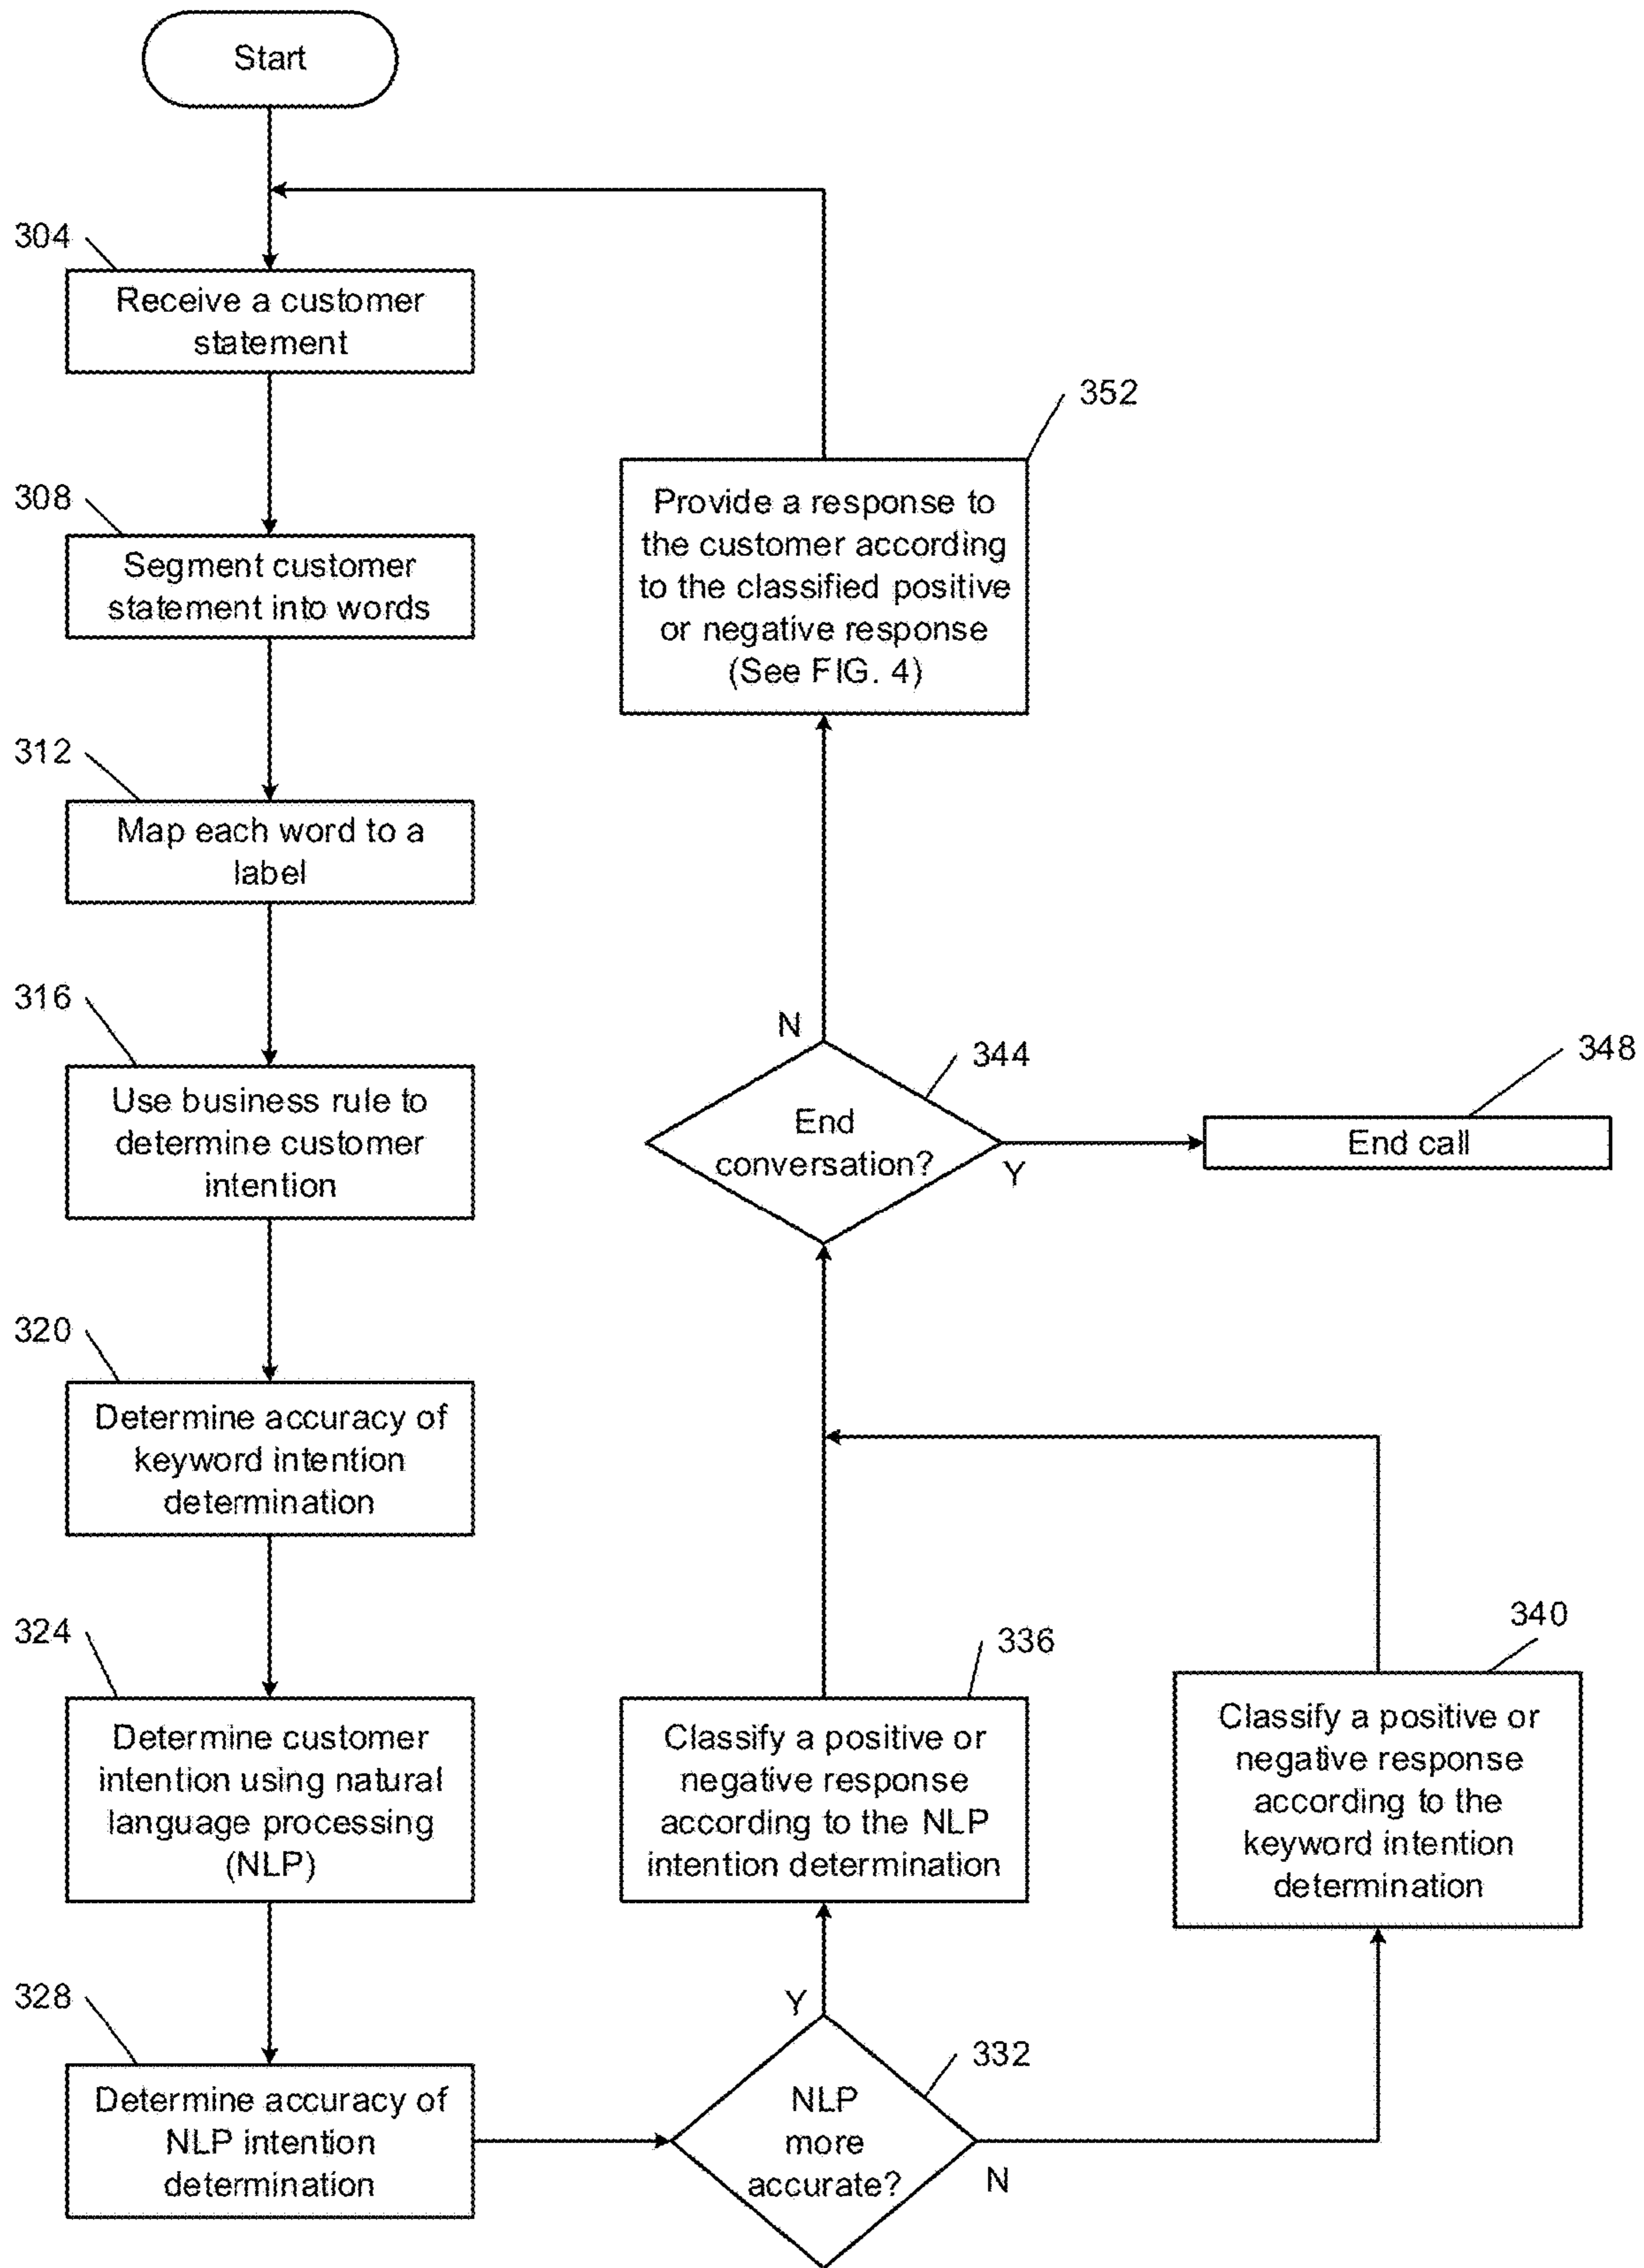 Start
304
Receive a customer
statement
308
Segment customer
statement into words
312
Map each word to a
label
316
Use business rule to
determine customer
intention
320
Determine accuracy of
keyword intention
determination
324
Determine customer
intention using natural
language processing
(NLP)
328
Determine accuracy of
NLP intention
determination
332
NLP
more
accurate?
Y
N
336
Classify a positive or
negative response
according to the NLP
intention determination
340
Classify a positive or
negative response
according to the
keyword intention
determination
344
End
conversation?
N
Y
348
End call
352
Provide a response to
the customer according
to the classified positive
or negative response
(See FIG. 4)